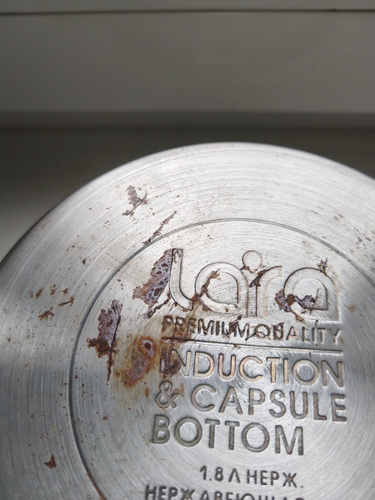 Laira
PREMIUM QUALITY
INDUCTION
& CAPSULE
BOTTOM
1.8 Л НЕРЖ.